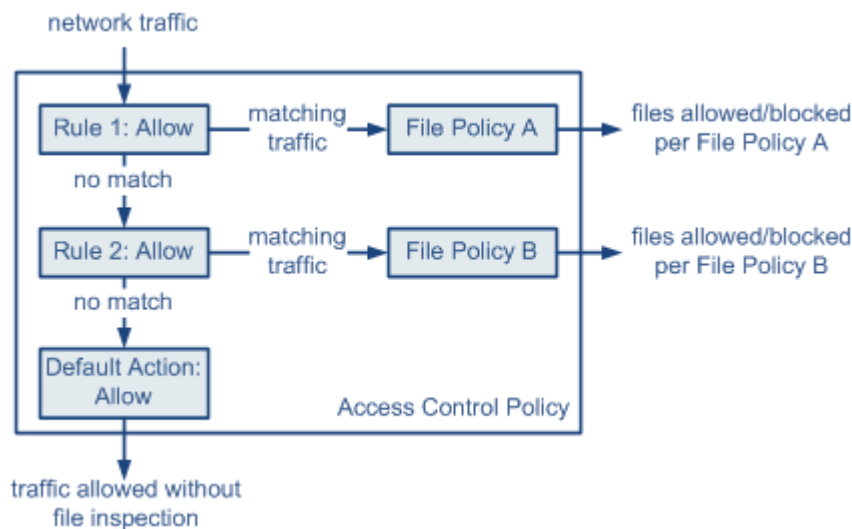 network traffic
Rule 1: Allow
matching
traffic
File Policy A
files allowed/blocked
per File Policy A
no match
Rule 2: Allow
matching
traffic
File Policy B
files allowed/blocked
per File Policy B
no match
Default Action:
Allow
Access Control Policy
traffic allowed without
file inspection